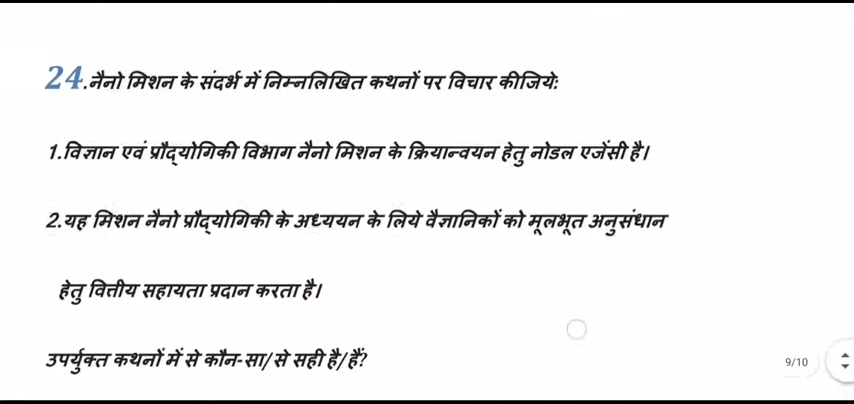 24.नैनो मिशन के संदर्भ में निम्नलिखित कथनों पर विचार कीजिये:
1.विज्ञान एवं प्रौद्योगिकी विभाग नैनो मिशन के क्रियान्वयन हेतु नोडल एजेंसी है।
2.यह मिशन नैनो प्रौद्योगिकी के अध्ययन के लिये वैज्ञानिकों को मूलभूत अनुसंधान
हेतु वित्तीय सहायता प्रदान करता है।
उपर्युक्त कथनों में से कौन-सा/से सही है/हैं?
9/10